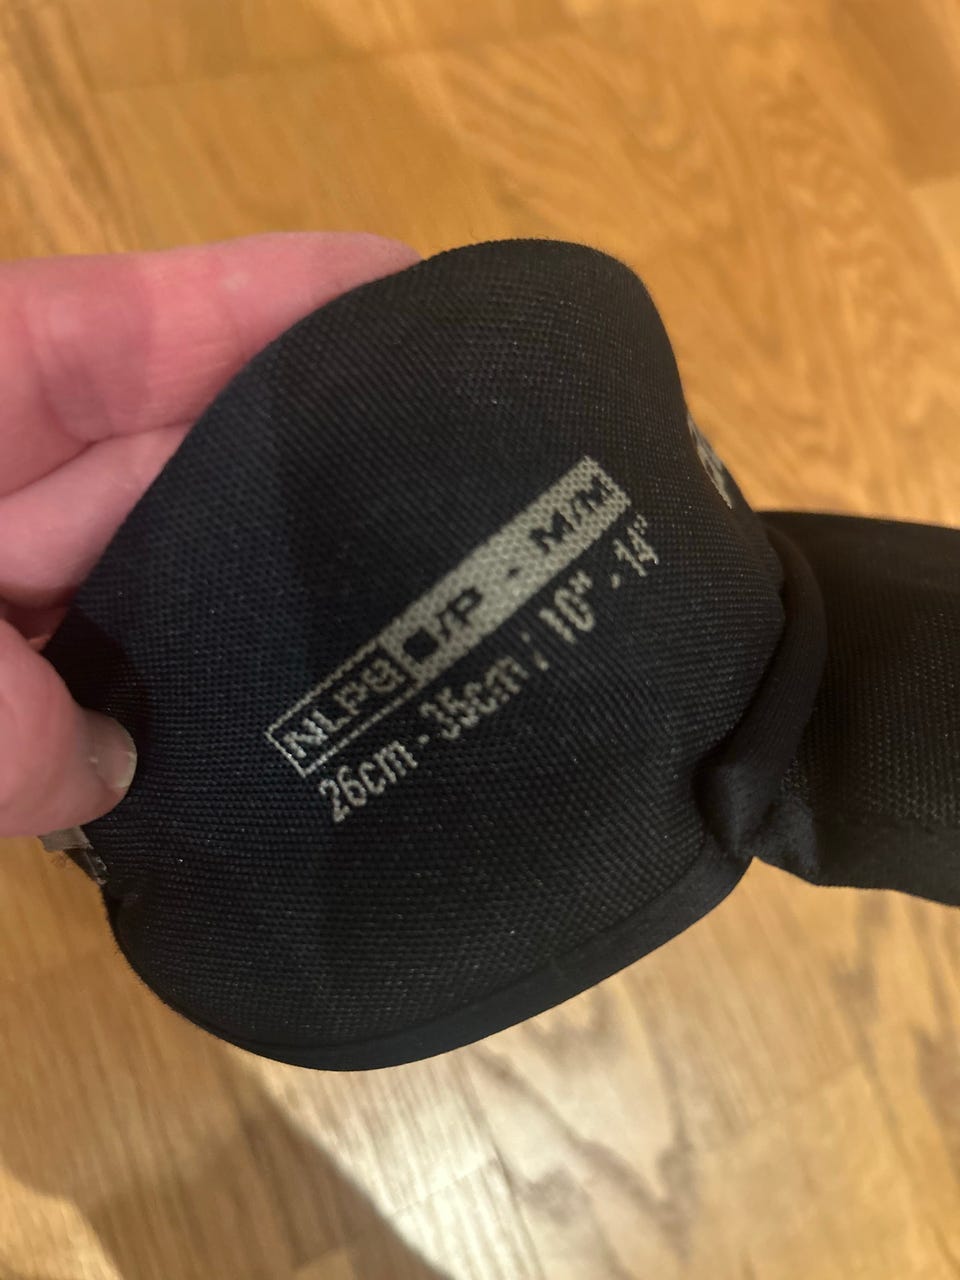 NLPG S/P - M/M
26cm - 35cm / 10" - 14"